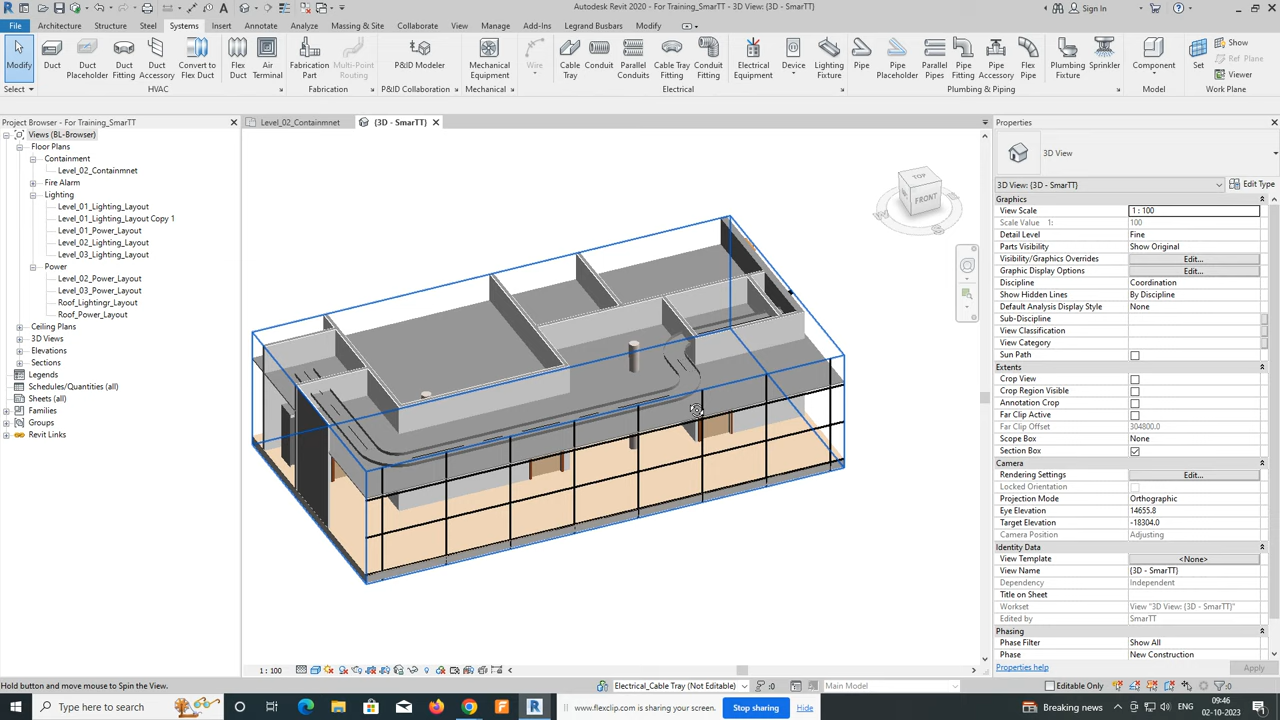 Autodesk Revit 2020 - For Training_SmarTT - 3D View: {3D - SmarTT}
Sign In
File Architecture Structure Steel Systems Insert Annotate Analyze Massing & Site Collaborate View Manage Add-Ins Legrand Busbars Modify
Modify
Duct
Duct Placeholder
Duct Fitting
Duct Accessory
Convert to Flex Duct
Flex Duct
Air Terminal
Fabrication Part
Multi-Point Routing
P&ID Modeler
Mechanical Equipment
Wire
Cable Tray
Conduit
Parallel Conduits
Cable Tray Fitting
Conduit Fitting
Electrical Equipment
Device
Lighting Fixture
Pipe
Pipe Placeholder
Parallel Pipes
Pipe Fitting
Pipe Accessory
Flex Pipe
Plumbing Fixture
Sprinkler
Component
Set
Show
Ref Plane
Viewer
Select HVAC Fabrication P&ID Collaboration Mechanical Electrical Plumbing & Piping Model Work Plane
Project Browser - For Training_SmarTT
Views (BL-Browser)
Floor Plans
Containment
Level_02_Containmnet
Fire Alarm
Lighting
Level_01_Lighting_Layout
Level_01_Lighting_Layout Copy 1
Level_01_Power_Layout
Level_02_Lighting_Layout
Level_03_Lighting_Layout
Power
Level_02_Power_Layout
Level_03_Power_Layout
Roof_Lightingr_Layout
Roof_Power_Layout
Ceiling Plans
3D Views
Elevations
Sections
Legends
Schedules/Quantities (all)
Sheets (all)
Families
Groups
Revit Links
Level_02_Containmnet
{3D - SmarTT}
TOP
FRONT
1 : 100
Properties
3D View
3D View: {3D - SmarTT} Edit Type
Graphics
View Scale 1 : 100
Scale Value 1: 100
Detail Level Fine
Parts Visibility Show Original
Visibility/Graphics Overrides Edit...
Graphic Display Options Edit...
Discipline Coordination
Show Hidden Lines By Discipline
Default Analysis Display Style None
Sub-Discipline
View Classification
View Category
Sun Path
Extents
Crop View
Crop Region Visible
Annotation Crop
Far Clip Active
Far Clip Offset 304800.0
Scope Box None
Section Box
Camera
Rendering Settings Edit...
Locked Orientation
Projection Mode Orthographic
Eye Elevation 14655.8
Target Elevation -18304.0
Camera Position Adjusting
Identity Data
View Template <None>
View Name {3D - SmarTT}
Dependency Independent
Title on Sheet
Workset View "3D View: {3D - SmarTT}"
Edited by SmarTT
Phasing
Phase Filter Show All
Phase New Construction
Properties help Apply
Hold button and move mouse to Spin the View.
Electrical_Cable Tray (Not Editable) :0 Main Model Editable Only :0
Type here to search
www.flexclip.com is sharing your screen. Stop sharing Hide
Breaking news
ENG
09:46
02-10-2023